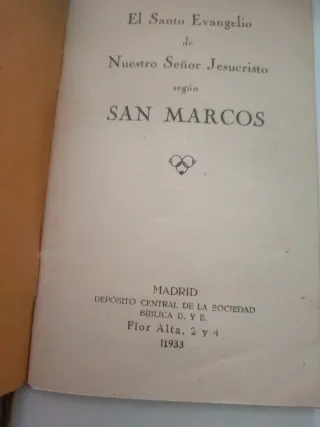 El Santo Evangelio
de
Nuestro Señor Jesucristo
según
SAN MARCOS
MADRID
DEPÓSITO CENTRAL DE LA SOCIEDAD
BÍBLICA B. Y E.
Flor Alta, 2 y 4
1933